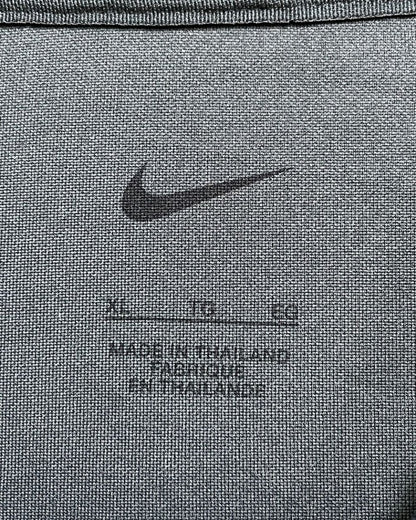 XL TG EG
MADE IN THAILAND
FABRIQUE
EN THAILANDE